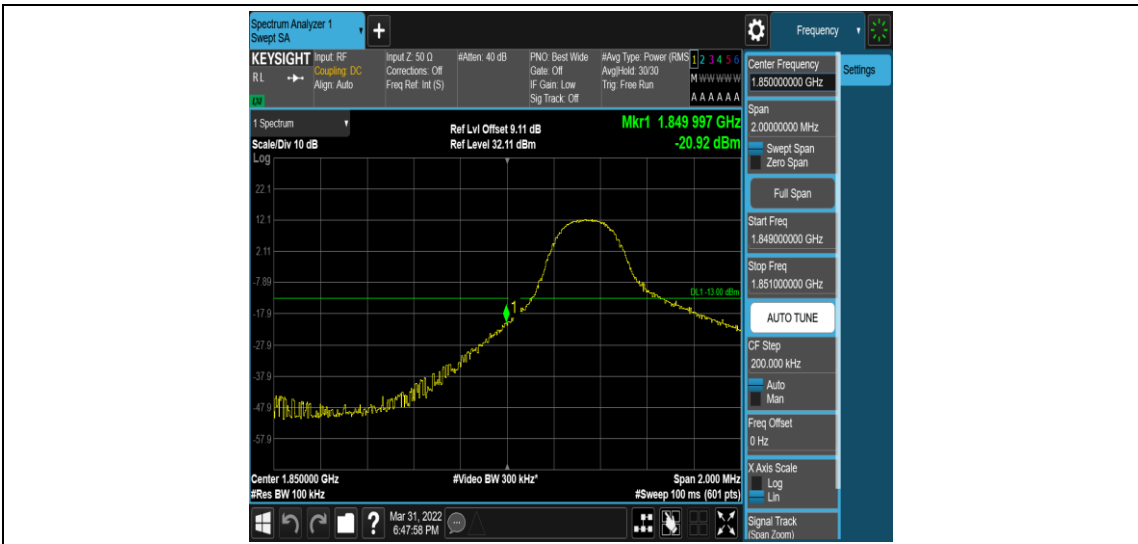 Spectrum Analyzer 1
Swept SA
+
Frequency
KEYSIGHT
RL
LXI
Input: RF
Coupling: DC
Align: Auto
Input Z: 50 Ω
Corrections: Off
Freq Ref: Int (S)
#Atten: 40 dB
PNO: Best Wide
Gate: Off
IF Gain: Low
Sig Track: Off
#Avg Type: Power (RMS
Avg|Hold: 30/30
Trig: Free Run
1 2 3 4 5 6
M W W W W W
A A A A A A
1 Spectrum
Scale/Div 10 dB
Log
Ref Lvl Offset 9.11 dB
Ref Level 32.11 dBm
Mkr1 1.849 997 GHz
-20.92 dBm
22.1
12.1
2.11
-7.89
-17.9
-27.9
-37.9
-47.9
-57.9
DL1 -13.00 dBm
1
Center 1.850000 GHz
#Res BW 100 kHz
#Video BW 300 kHz*
Span 2.000 MHz
#Sweep 100 ms (601 pts)
Center Frequency
1.850000000 GHz
Settings
Span
2.00000000 MHz
Swept Span
Zero Span
Full Span
Start Freq
1.849000000 GHz
Stop Freq
1.851000000 GHz
AUTO TUNE
CF Step
200.000 kHz
Auto
Man
Freq Offset
0 Hz
X Axis Scale
Log
Lin
Signal Track
(Span Zoom)
?
Mar 31, 2022
6:47:58 PM